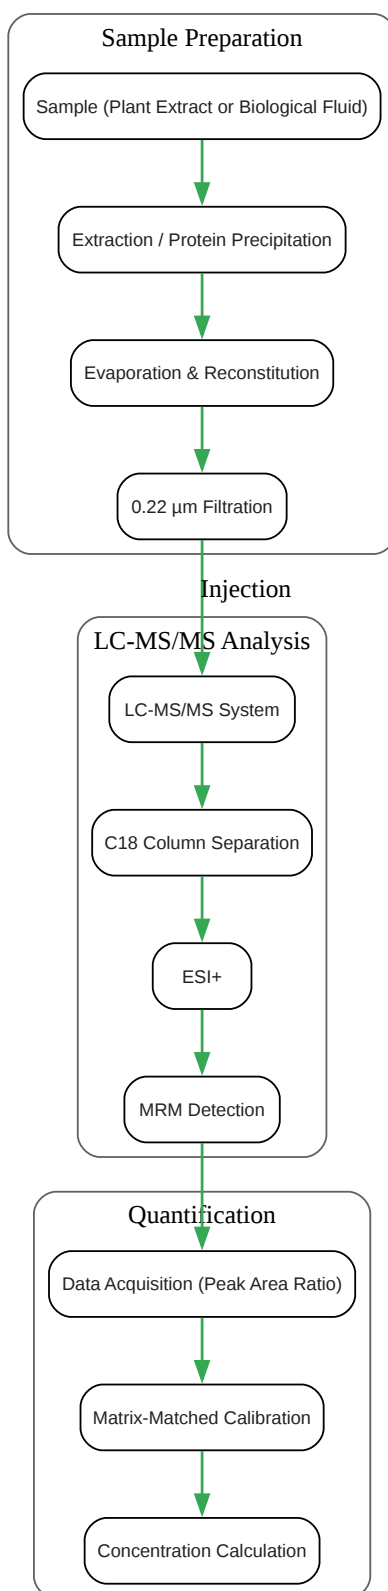 Sample Preparation
Sample (Plant Extract or Biological Fluid)
Extraction / Protein Precipitation
Evaporation & Reconstitution
0.22 µm Filtration
Injection
LC-MS/MS Analysis
LC-MS/MS System
C18 Column Separation
ESI+
MRM Detection
Quantification
Data Acquisition (Peak Area Ratio)
Matrix-Matched Calibration
Concentration Calculation